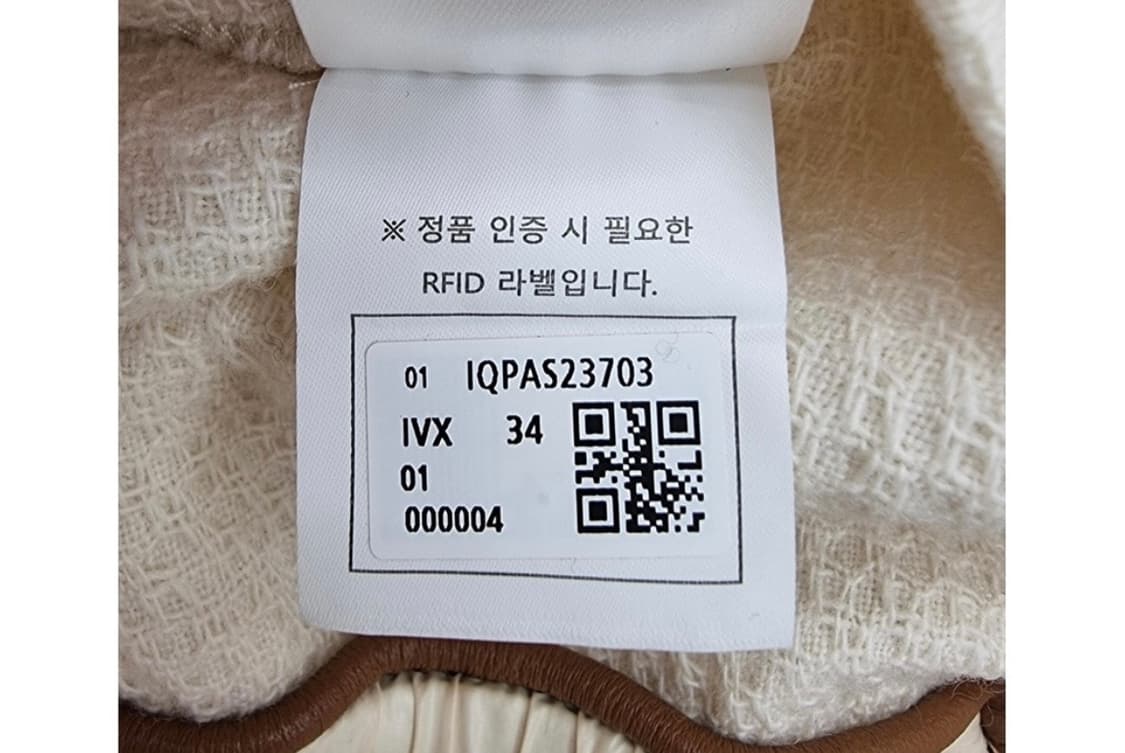 ※ 정품 인증 시 필요한
RFID 라벨입니다.
01 IQPAS23703
IVX 34
01
000004